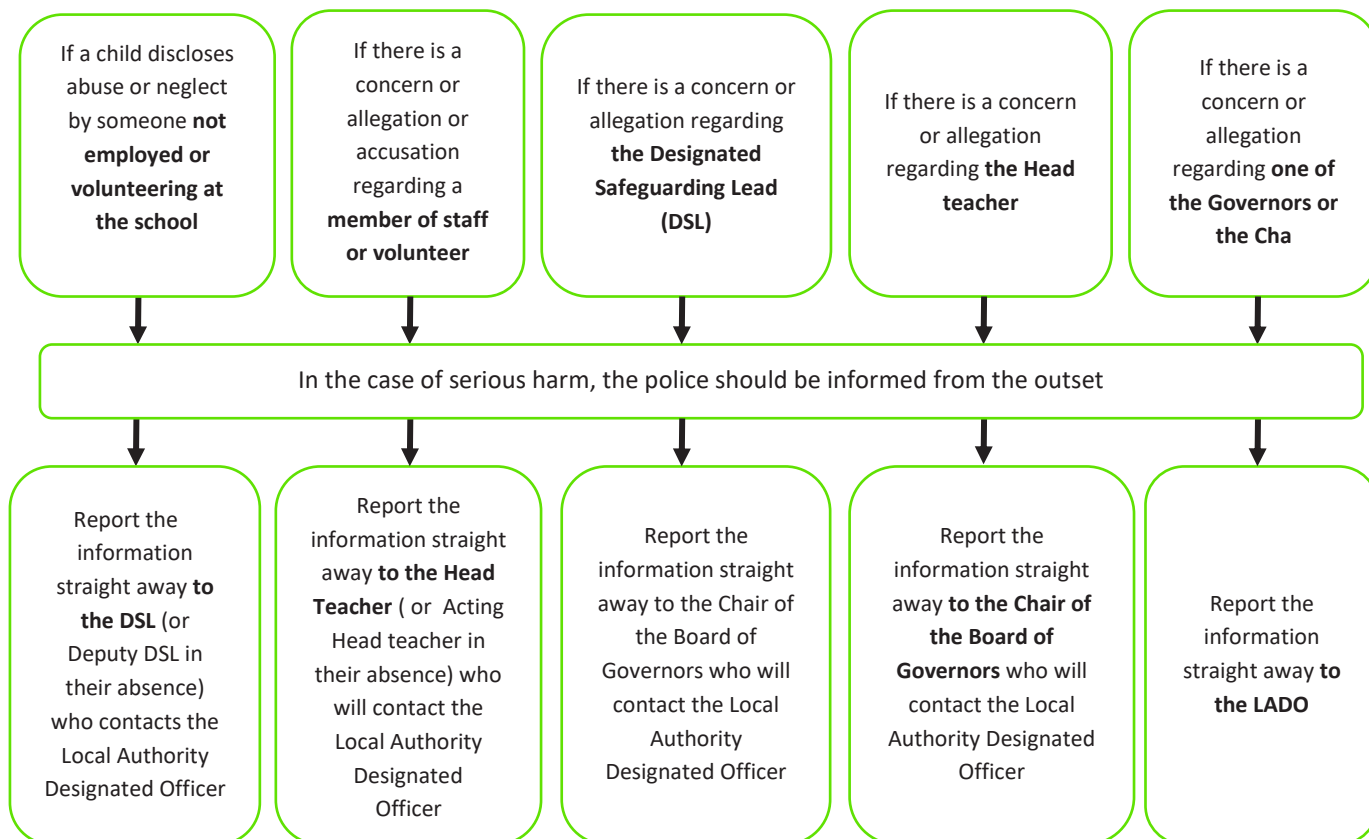 If a child discloses
abuse or neglect
by someone not
employed or
volunteering at
the school
If there is a
concern or
allegation or
accusation
regarding a
member of staff
or volunteer
If there is a concern or
allegation regarding
the Designated
Safeguarding Lead
(DSL)
If there is a concern
or allegation
regarding the Head
teacher
If there is a
concern or
allegation
regarding one of
the Governors or
the Cha
In the case of serious harm, the police should be informed from the outset
Report the
information
straight away to
the DSL (or
Deputy DSL in
their absence)
who contacts the
Local Authority
Designated Officer
Report the
information straight
away to the Head
Teacher ( or Acting
Head teacher in
their absence) who
will contact the
Local Authority
Designated
Officer
Report the
information straight
away to the Chair of
the Board of
Governors who will
contact the Local
Authority
Designated Officer
Report the
information straight
away to the Chair of
the Board of
Governors who will
contact the Local
Authority Designated
Officer
Report the
information
straight away to
the LADO